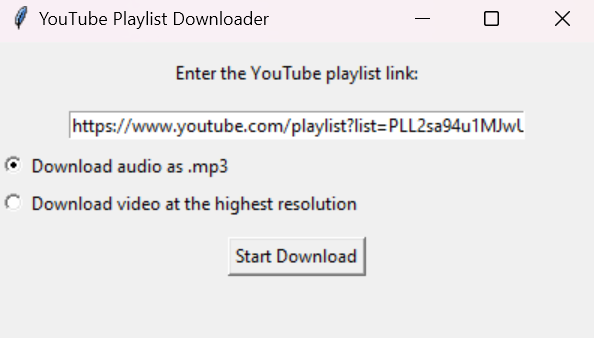 YouTube Playlist Downloader
Enter the YouTube playlist link:
https://www.youtube.com/playlist?list=PLL2sa94u1MJwU
Download audio as .mp3
Download video at the highest resolution
Start Download